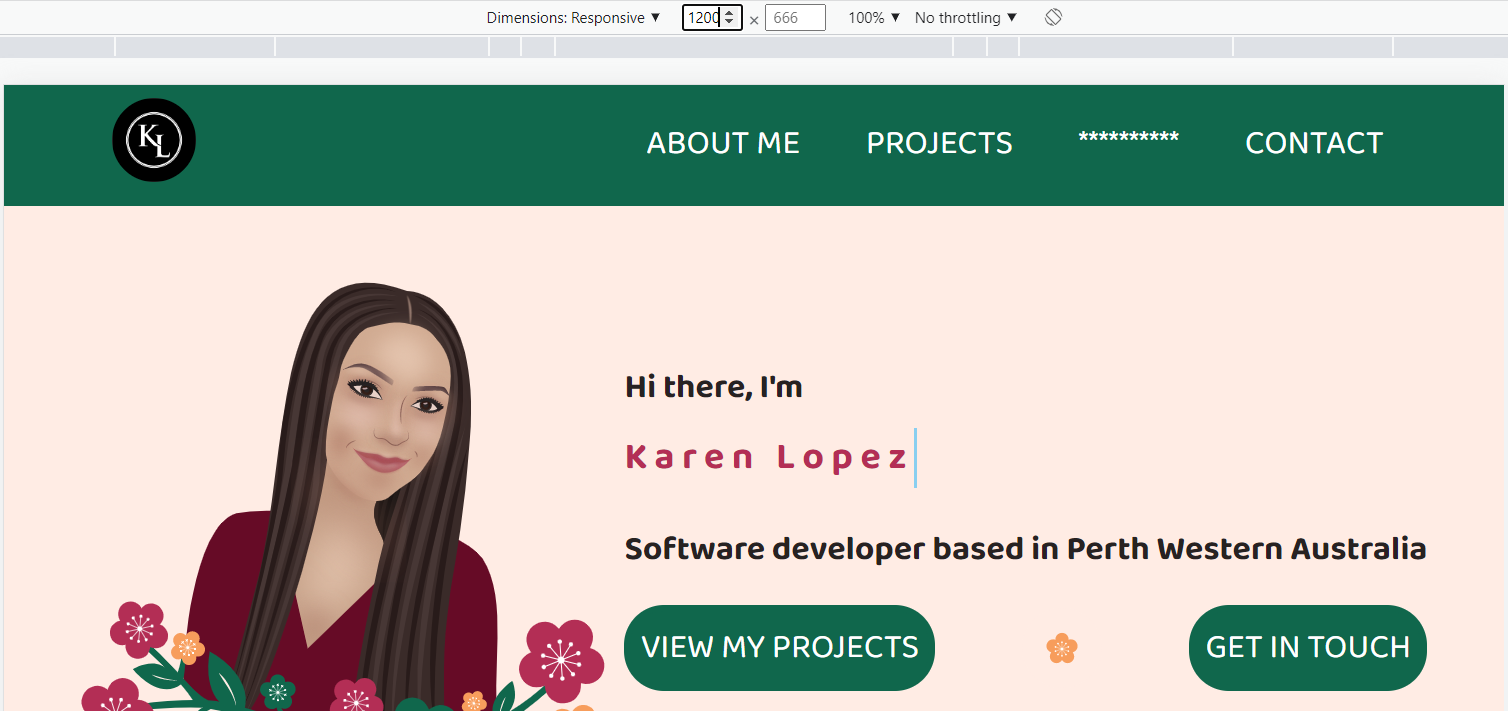 Dimensions: Responsive ▼ 1200 × 666 100% ▼ No throttling ▼
KL ABOUT ME PROJECTS ********** CONTACT
Hi there, I'm
Karen Lopez
Software developer based in Perth Western Australia
VIEW MY PROJECTS GET IN TOUCH